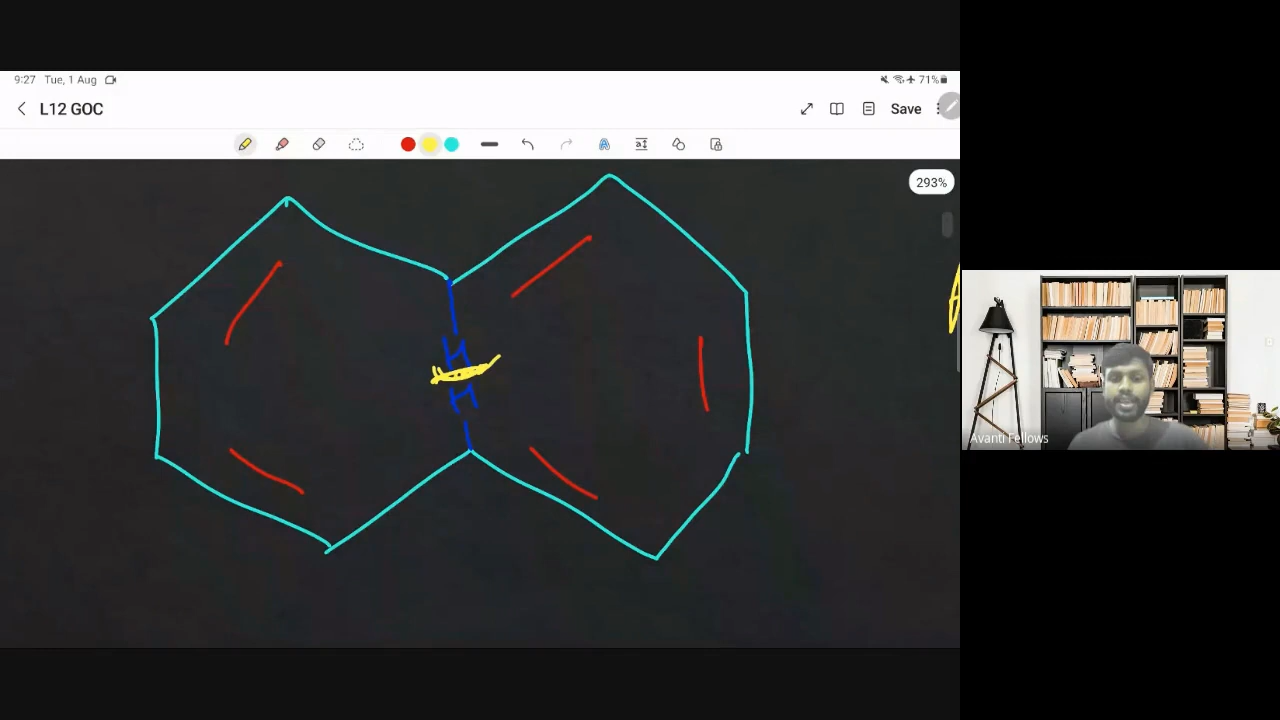 9:27 Tue, 1 Aug 71%
L12 GOC Save
293%
H
H
Avanti Fellows